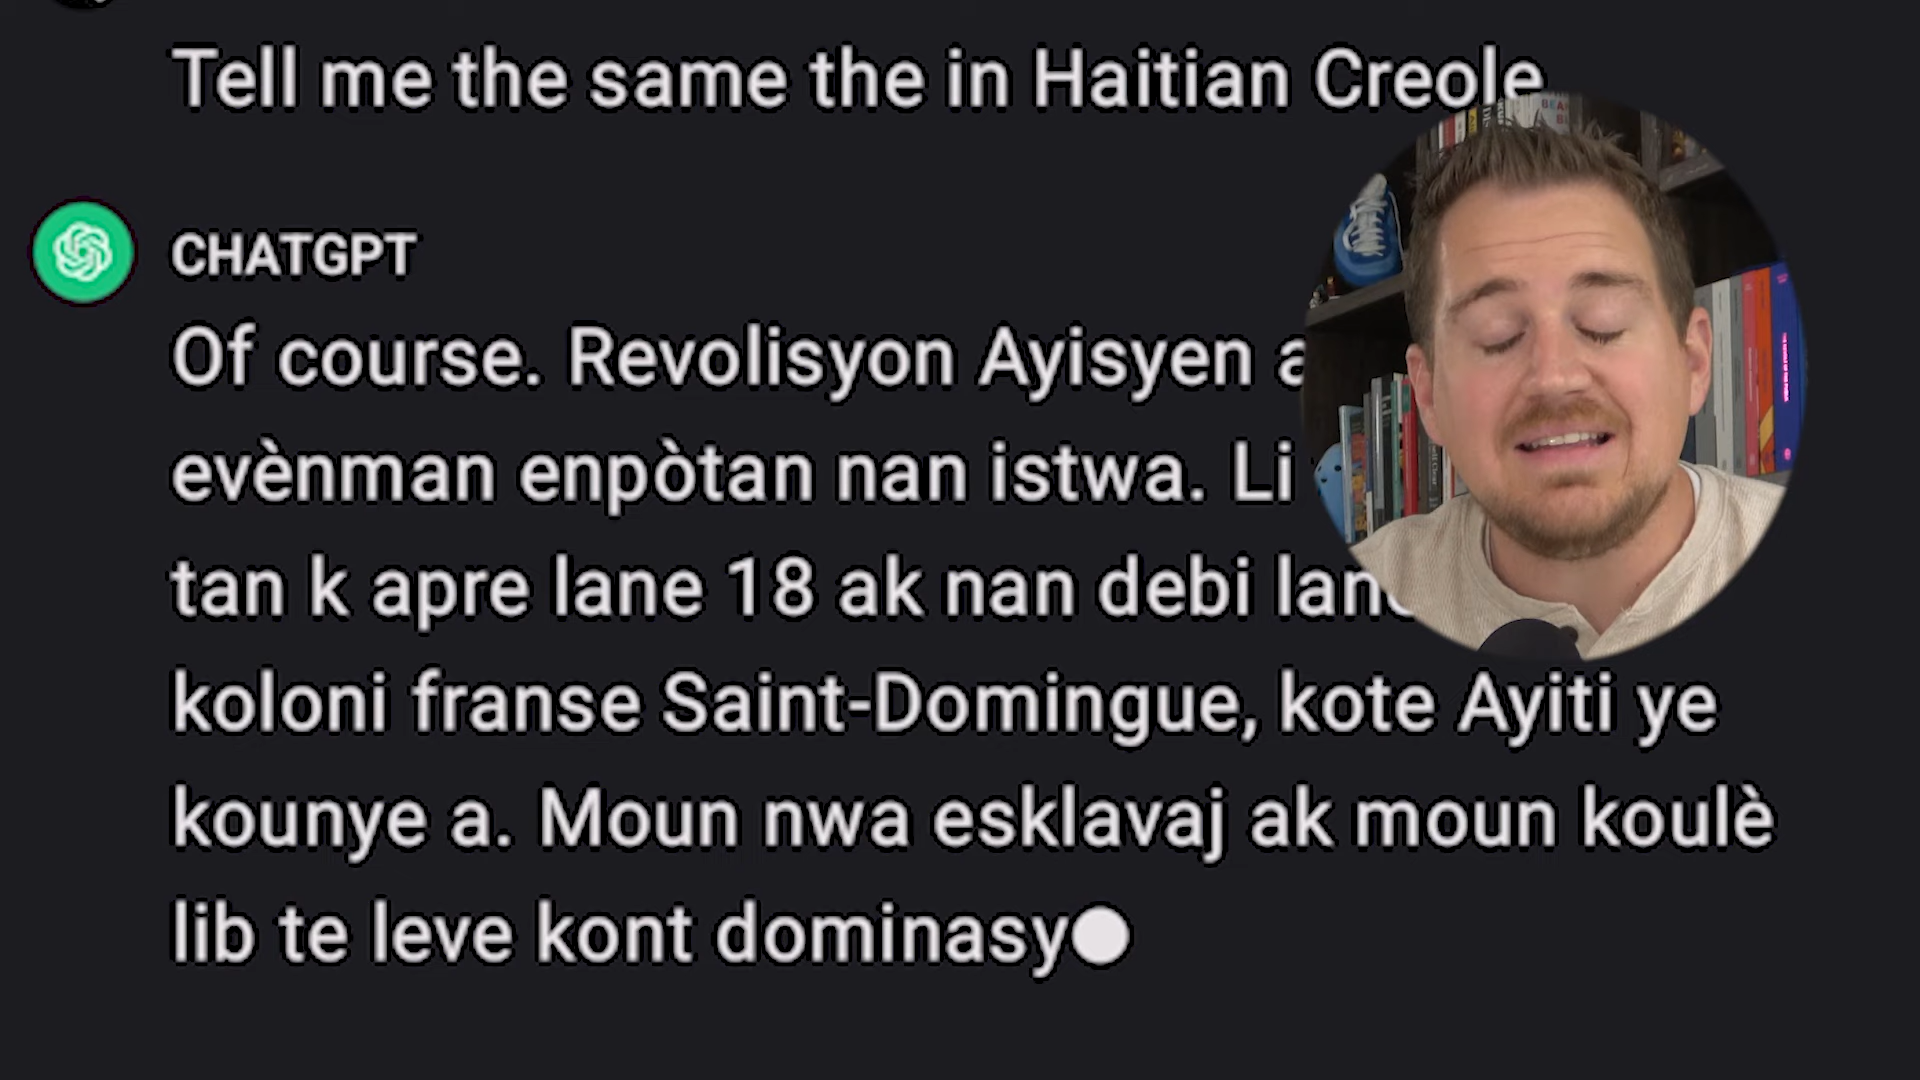 Tell me the same the in Haitian Creole
CHATGPT
Of course. Revolisyon Ayisyen
evènman enpòtan nan istwa. Li
tan k apre lane 18 ak nan debi
koloni franse Saint-Domingue, kote Ayiti ye
kounye a. Moun nwa esklavaj ak moun koulè
lib te leve kont dominasy